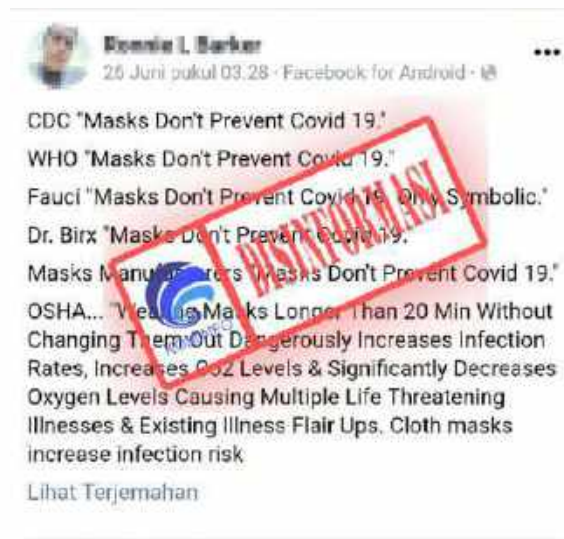 Ronnie L Barker
26 Juni pukul 03.28 · Facebook for Android ·
CDC "Masks Don't Prevent Covid 19."
WHO "Masks Don't Prevent Covid 19."
Fauci "Masks Don't Prevent Covid 19, Only Symbolic."
Dr. Birx "Masks Don't Prevent Covid 19."
Masks Manufacturers "Masks Don't Prevent Covid 19."
OSHA... "Wearing Masks Longer Than 20 Min Without
Changing Them Out Dangerously Increases Infection
Rates, Increases Co2 Levels & Significantly Decreases
Oxygen Levels Causing Multiple Life Threatening
Illnesses & Existing Illness Flair Ups. Cloth masks
increase infection risk
Lihat Terjemahan
DISINFORMASI
KOMINFO